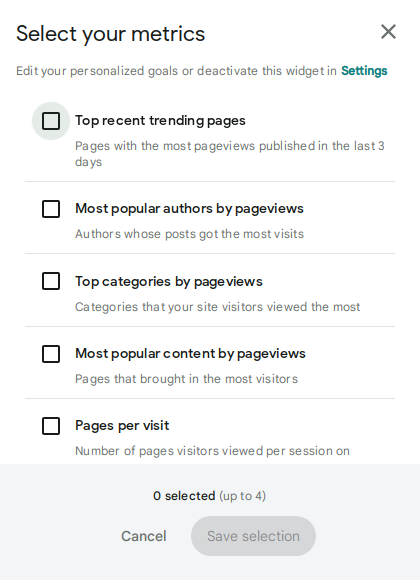 Select your metrics
Edit your personalized goals or deactivate this widget in Settings
Top recent trending pages
Pages with the most pageviews published in the last 3
days
Most popular authors by pageviews
Authors whose posts got the most visits
Top categories by pageviews
Categories that your site visitors viewed the most
Most popular content by pageviews
Pages that brought in the most visitors
Pages per visit
Number of pages visitors viewed per session on
0 selected (up to 4)
Cancel
Save selection